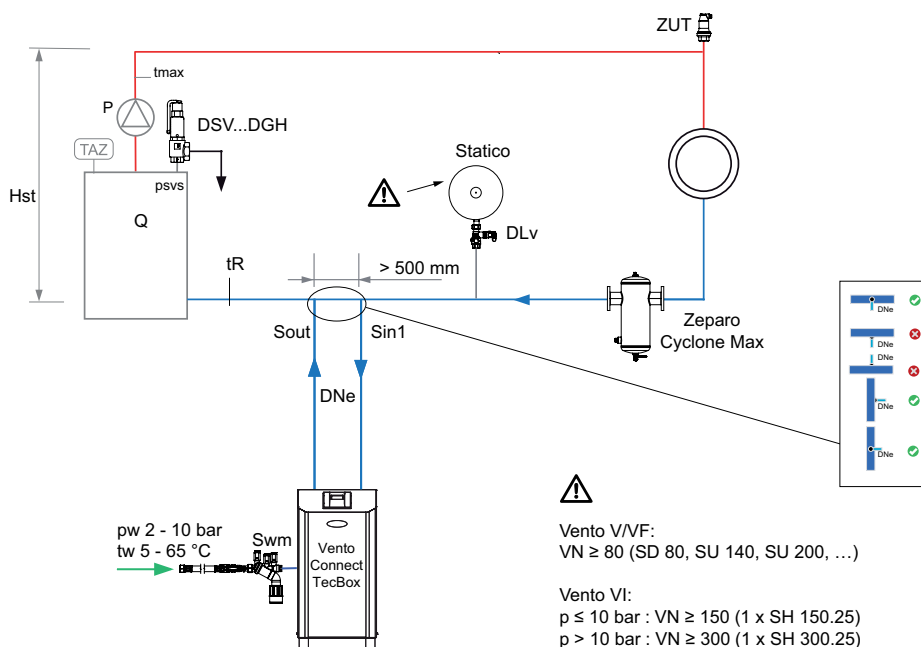 ZUT
tmax
P
DSV...DGH
TAZ
Statico
psvs
Hst
Q
DLv
tR
> 500 mm
Sout
Sin1
Zeparo
Cyclone Max
DNe
DNe
DNe
DNe
DNe
DNe
pw 2 - 10 bar
tw 5 - 65 °C
Swm
Vento
Connect
TecBox
Vento V/VF:
VN ≥ 80 (SD 80, SU 140, SU 200, …)
Vento VI:
p ≤ 10 bar : VN ≥ 150 (1 x SH 150.25)
p > 10 bar : VN ≥ 300 (1 x SH 300.25)